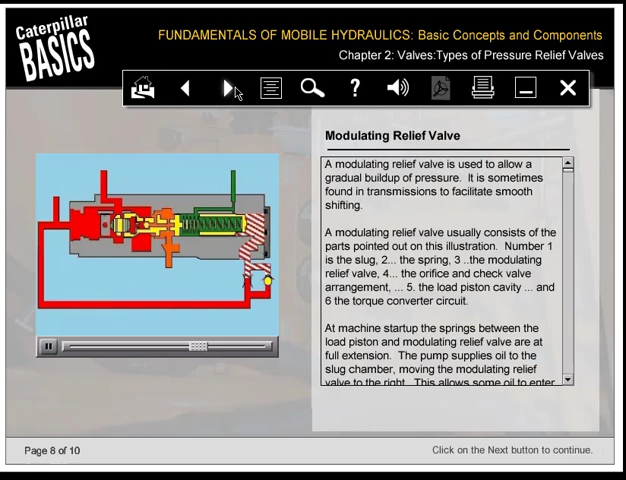 Caterpillar
BASICS
FUNDAMENTALS OF MOBILE HYDRAULICS: Basic Concepts and Components
Chapter 2: Valves:Types of Pressure Relief Valves
?
Modulating Relief Valve
A modulating relief valve is used to allow a
gradual buildup of pressure. It is sometimes
found in transmissions to facilitate smooth
shifting.
A modulating relief valve usually consists of the
parts pointed out on this illustration. Number 1
is the slug, 2... the spring, 3 ..the modulating
relief valve, 4... the orifice and check valve
arrangement, ... 5. the load piston cavity ... and
6 the torque converter circuit.
At machine startup the springs between the
load piston and modulating relief valve are at
full extension. The pump supplies oil to the
slug chamber, moving the modulating relief
valve to the right. This allows some oil to enter
Page 8 of 10
Click on the Next button to continue.